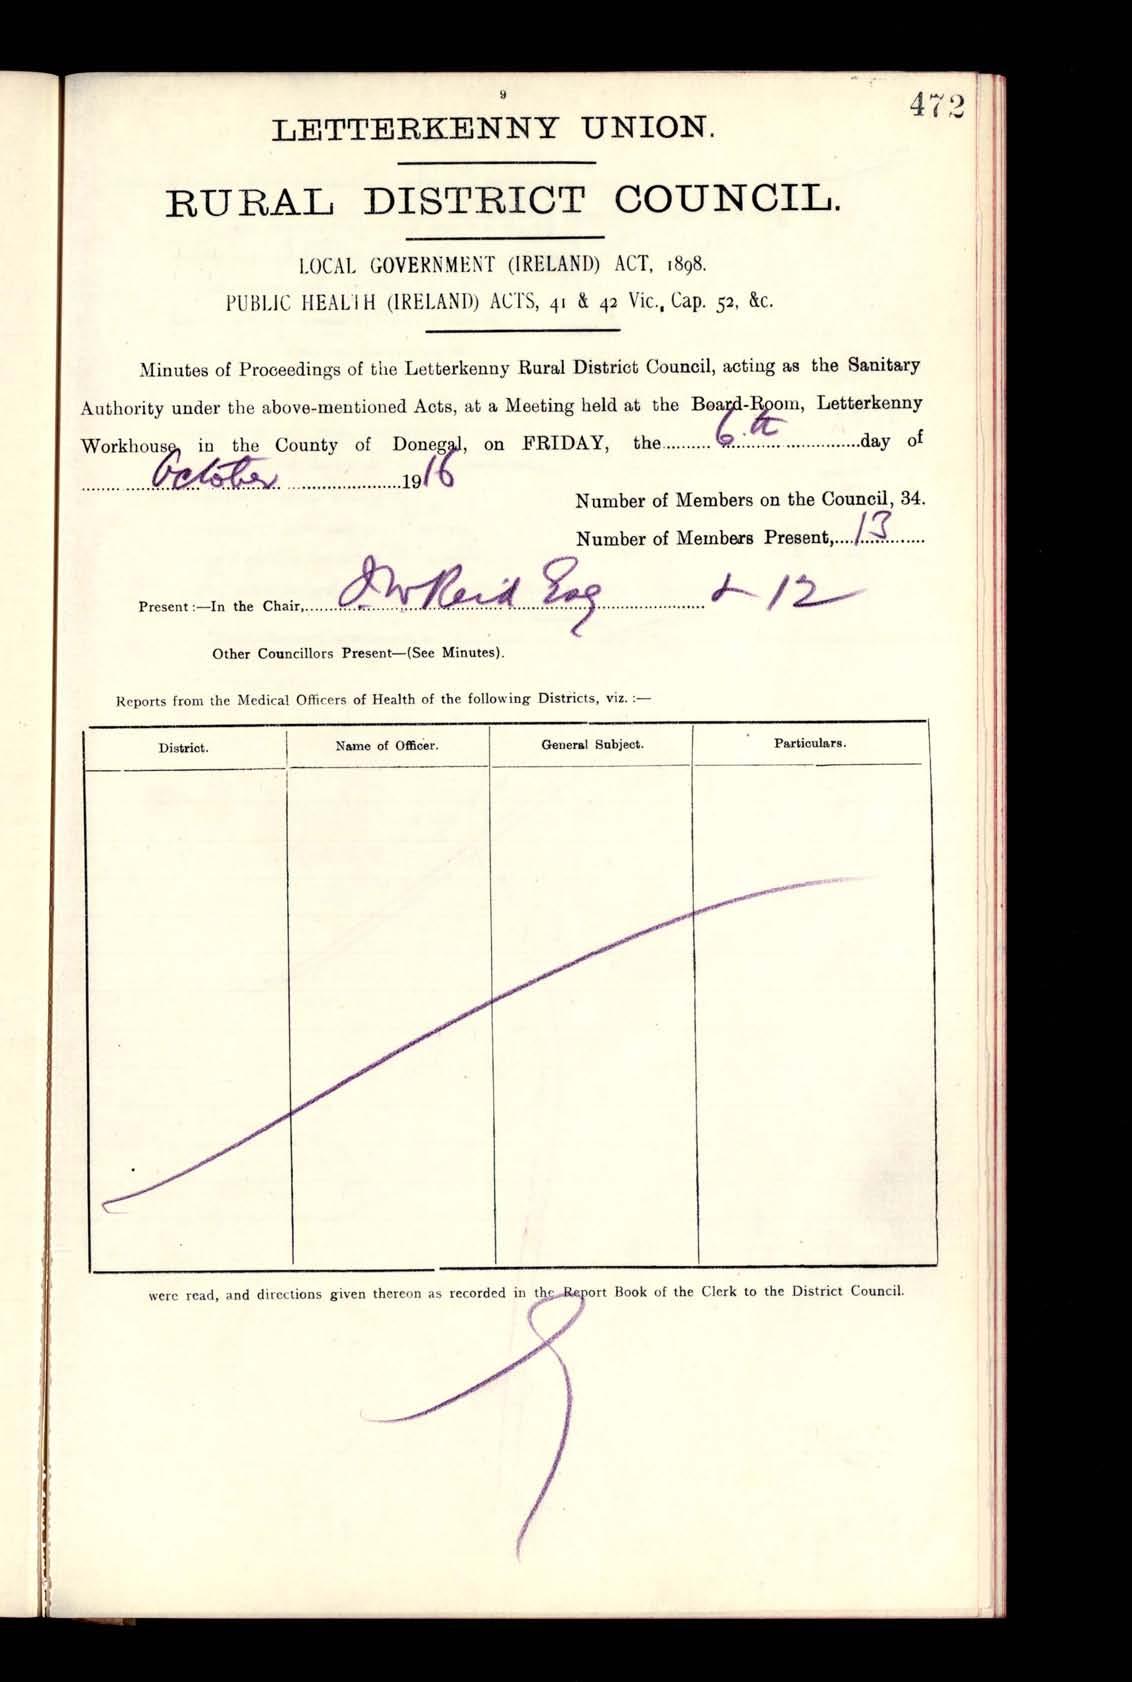 9
472
LETTERKENNY UNION.
RURAL DISTRICT COUNCIL.
LOCAL GOVERNMENT (IRELAND) ACT, 1898.
PUBLIC HEALTH (IRELAND) ACTS, 41 & 42 Vic., Cap. 52, &c.
Minutes of Proceedings of the Letterkenny Rural District Council, acting as the Sanitary
Authority under the above-mentioned Acts, at a Meeting held at the Board-Room, Letterkenny
Workhouse, in the County of Donegal, on FRIDAY, the 6.th day of
October 1916
Number of Members on the Council, 34.
Number of Members Present, 13
Present :—In the Chair, J W Reid Esq & 12
Other Councillors Present—(See Minutes).
Reports from the Medical Officers of Health of the following Districts, viz. :—
District. Name of Officer. General Subject. Particulars.
were read, and directions given thereon as recorded in the Report Book of the Clerk to the District Council.